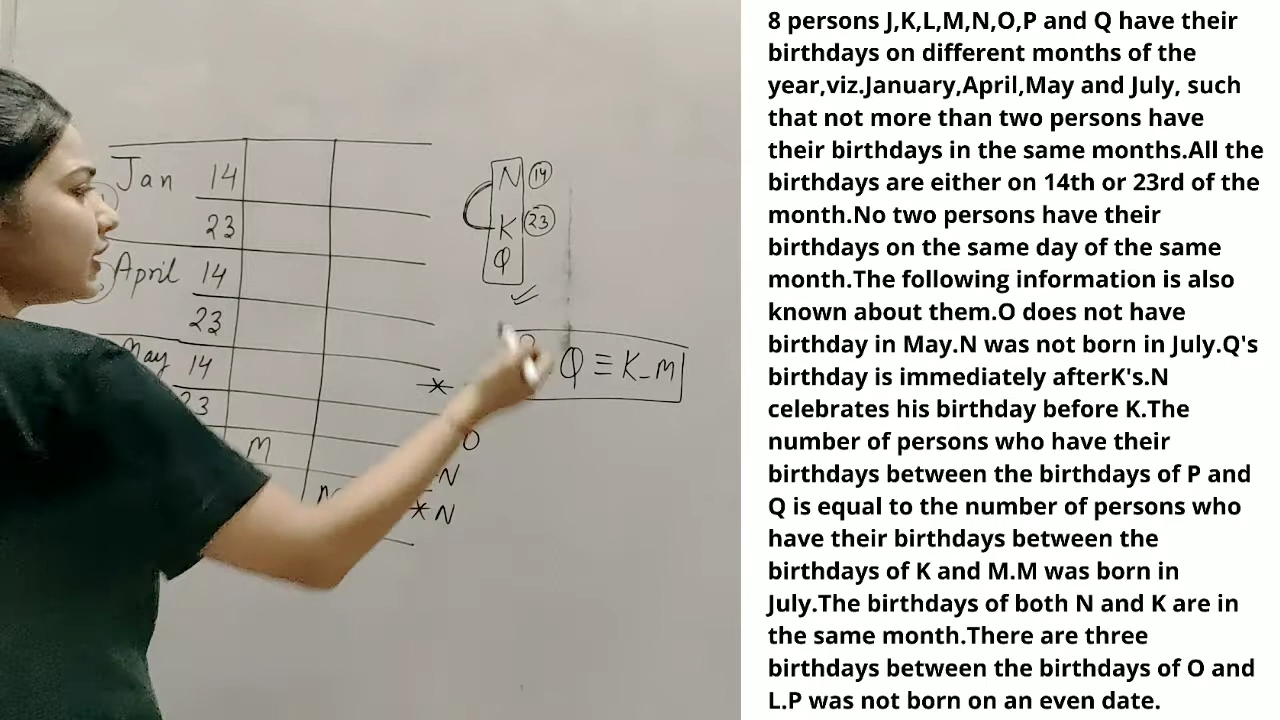 8 persons J,K,L,M,N,O,P and Q have their
birthdays on different months of the
year,viz.January,April,May and July, such
that not more than two persons have
their birthdays in the same months.All the
birthdays are either on 14th or 23rd of the
month.No two persons have their
birthdays on the same day of the same
month.The following information is also
known about them.O does not have
birthday in May.N was not born in July.Q's
birthday is immediately afterK's.N
celebrates his birthday before K.The
number of persons who have their
birthdays between the birthdays of P and
Q is equal to the number of persons who
have their birthdays between the
birthdays of K and M.M was born in
July.The birthdays of both N and K are in
the same month.There are three
birthdays between the birthdays of O and
L.P was not born on an even date.
Jan 14
23
April 14
23
May 14
23
M
N 14
K 23
Q
Q ≡ K-M
*
O
N
* N